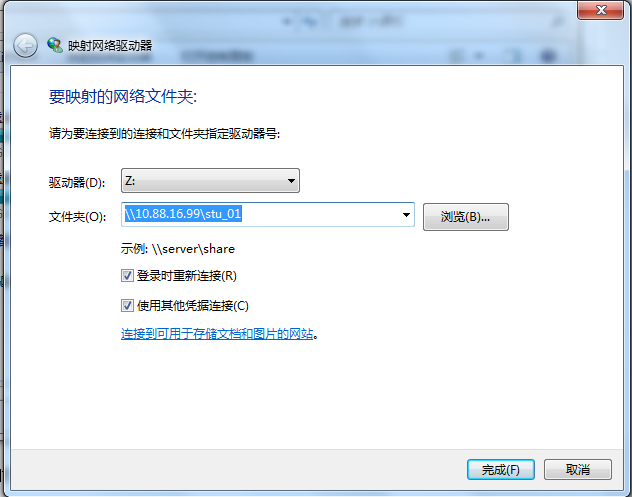 映射网络驱动器
要映射的网络文件夹:
请为要连接到的连接和文件夹指定驱动器号:
驱动器(D): Z:
文件夹(O): \\10.88.16.99\stu_01 浏览(B)...
示例: \\server\share
登录时重新连接(R)
使用其他凭据连接(C)
连接到可用于存储文档和图片的网站。
完成(F) 取消